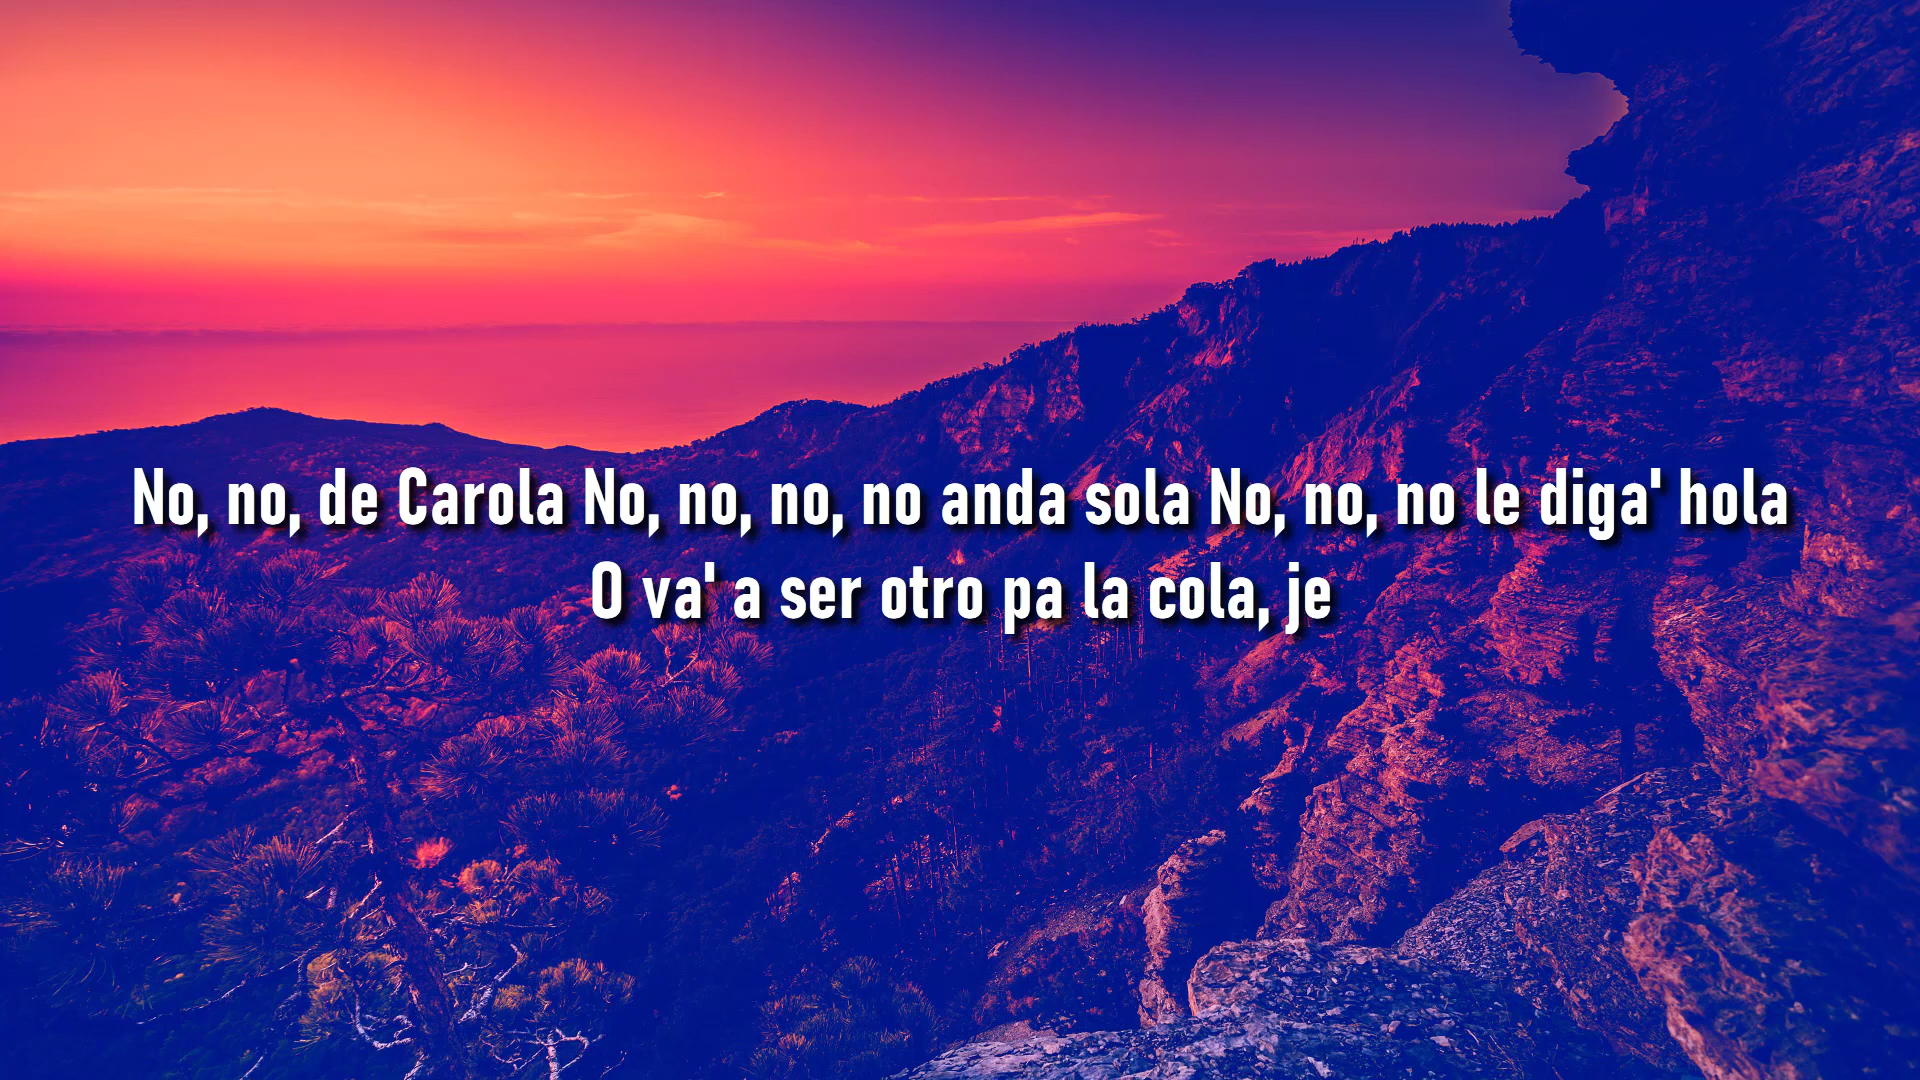 No, no, de Carola No, no, no, no anda sola No, no, no le diga' hola
O va' a ser otro pa la cola, je